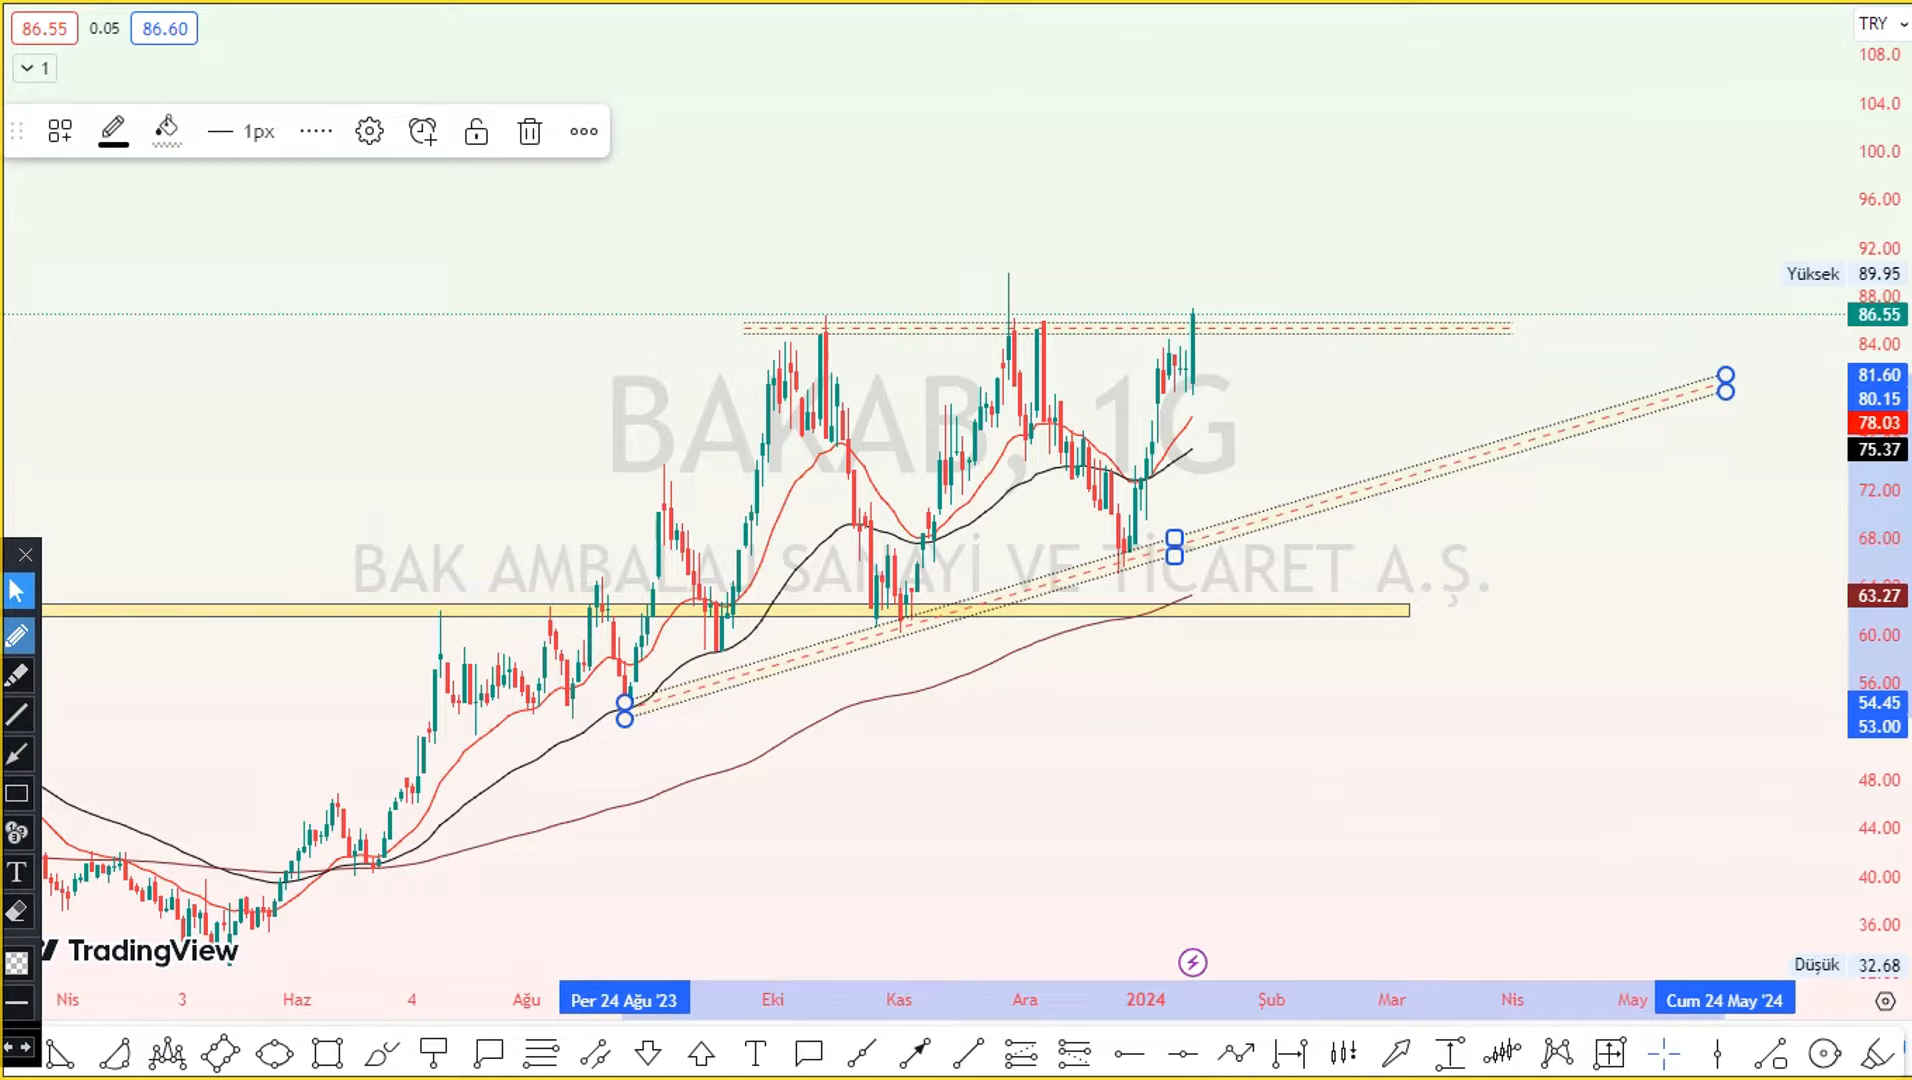 86.55 0.05 86.60
TRY
1
108.0
104.0
1px
100.0
96.00
92.00
Yüksek 89.95
88.00
86.55
84.00
81.60
80.15
78.03
75.37
BAKAB, 1G
72.00
68.00
BAK AMBALAJ SANAYİ VE TİCARET A.Ş.
63.27
60.00
56.00
54.45
53.00
48.00
44.00
40.00
T
36.00
TradingView
Düşük 32.68
Nis 3 Haz 4 Ağu Per 24 Ağu '23 Eki Kas Ara 2024 Şub Mar Nis May Cum 24 May '24
T